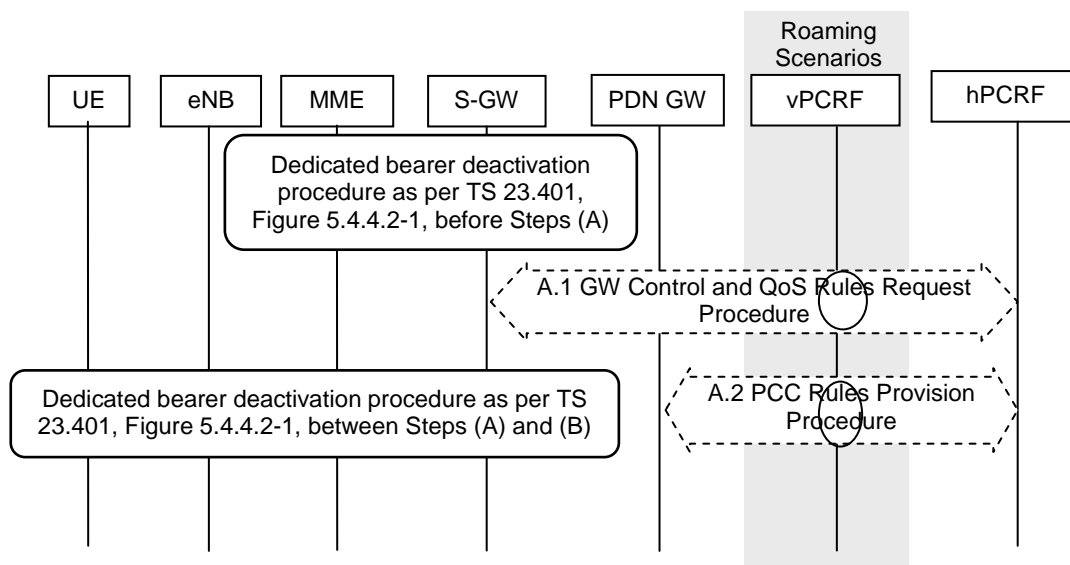 Roaming
Scenarios
UE
eNB
MME
S-GW
PDN GW
vPCRF
hPCRF
Dedicated bearer deactivation
procedure as per TS 23.401,
Figure 5.4.4.2-1, before Steps (A)
A.1 GW Control and QoS Rules Request
Procedure
Dedicated bearer deactivation procedure as per TS
23.401, Figure 5.4.4.2-1, between Steps (A) and (B)
A.2 PCC Rules Provision
Procedure